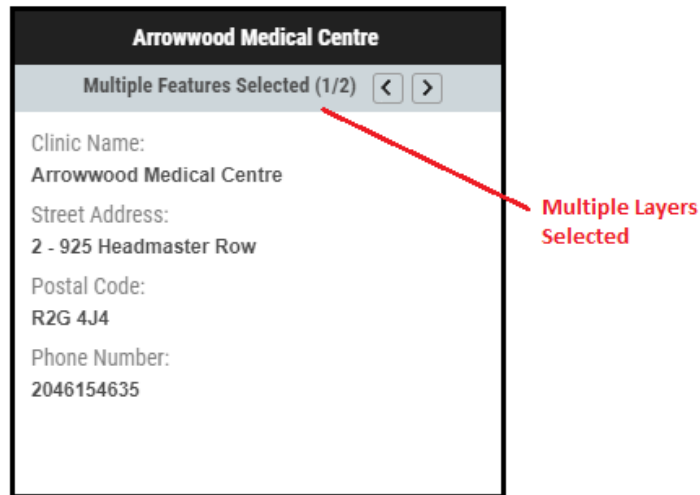 Arrowwood Medical Centre
Multiple Features Selected (1/2) < >
Clinic Name:
Arrowwood Medical Centre
Street Address:
2 - 925 Headmaster Row
Postal Code:
R2G 4J4
Phone Number:
2046154635
Multiple Layers
Selected